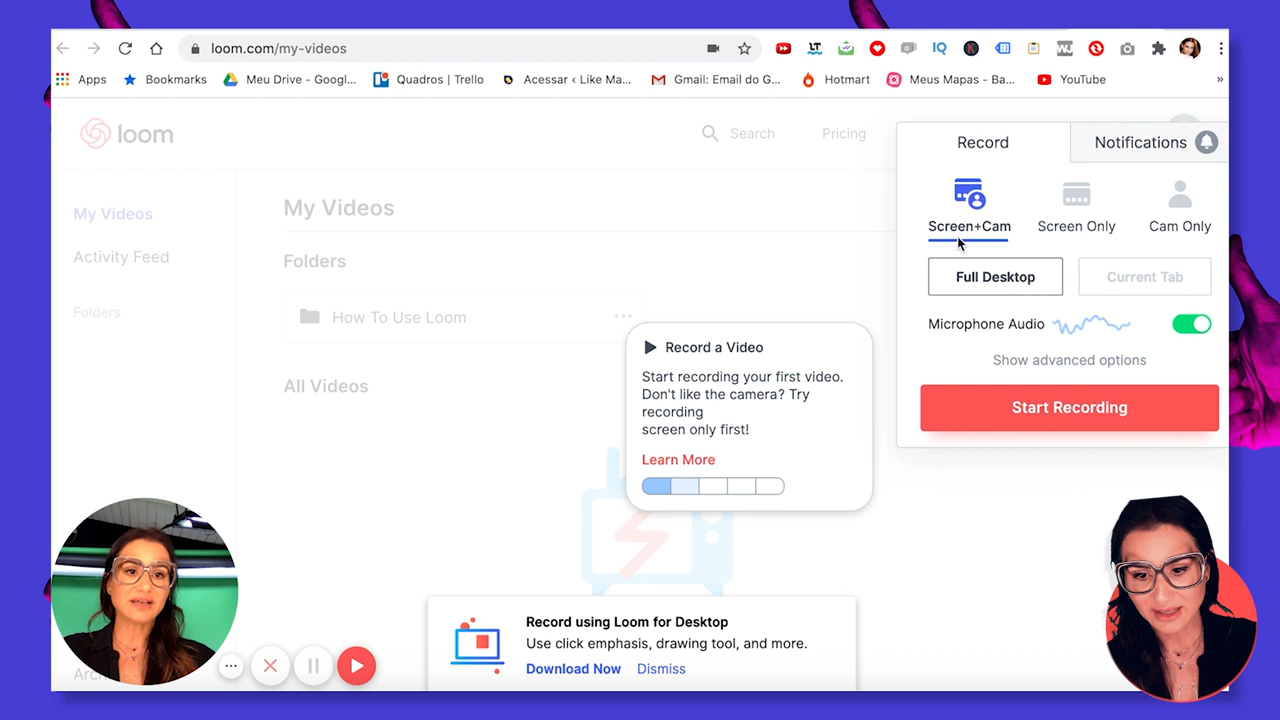 loom.com/my-videos
LT
IQ
K
Apps
Bookmarks
Meu Drive - Googl...
Quadros | Trello
Acessar ‹ Like Ma...
Gmail: Email do G...
Hotmart
Meus Mapas - Ba...
YouTube
»
loom
Search
Pricing
Record
Notifications
My Videos
Activity Feed
Folders
My Videos
Folders
How To Use Loom
All Videos
Screen+Cam
Screen Only
Cam Only
Full Desktop
Current Tab
Microphone Audio
Show advanced options
Start Recording
Record a Video
Start recording your first video.
Don't like the camera? Try
recording
screen only first!
Learn More
Record using Loom for Desktop
Use click emphasis, drawing tool, and more.
Download Now
Dismiss